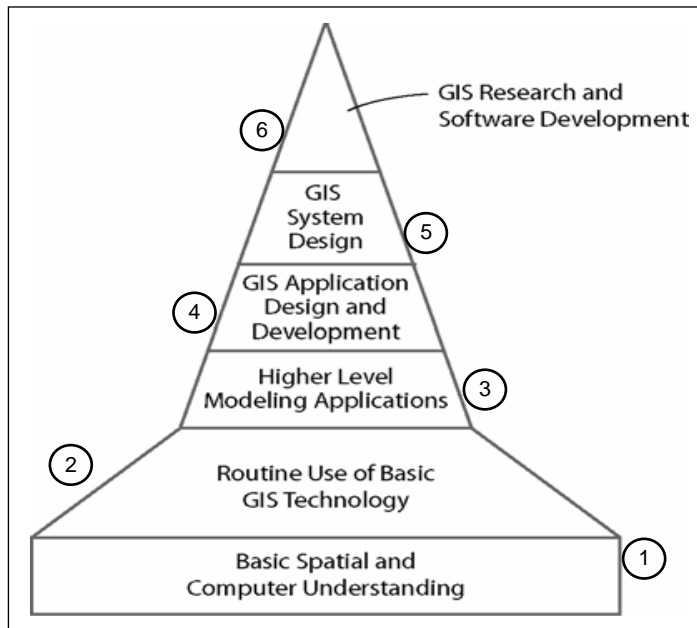 GIS Research and
Software Development
6
GIS
System
Design
5
GIS Application
Design and
Development
4
Higher Level
Modeling Applications
3
2
Routine Use of Basic
GIS Technology
Basic Spatial and
Computer Understanding
1